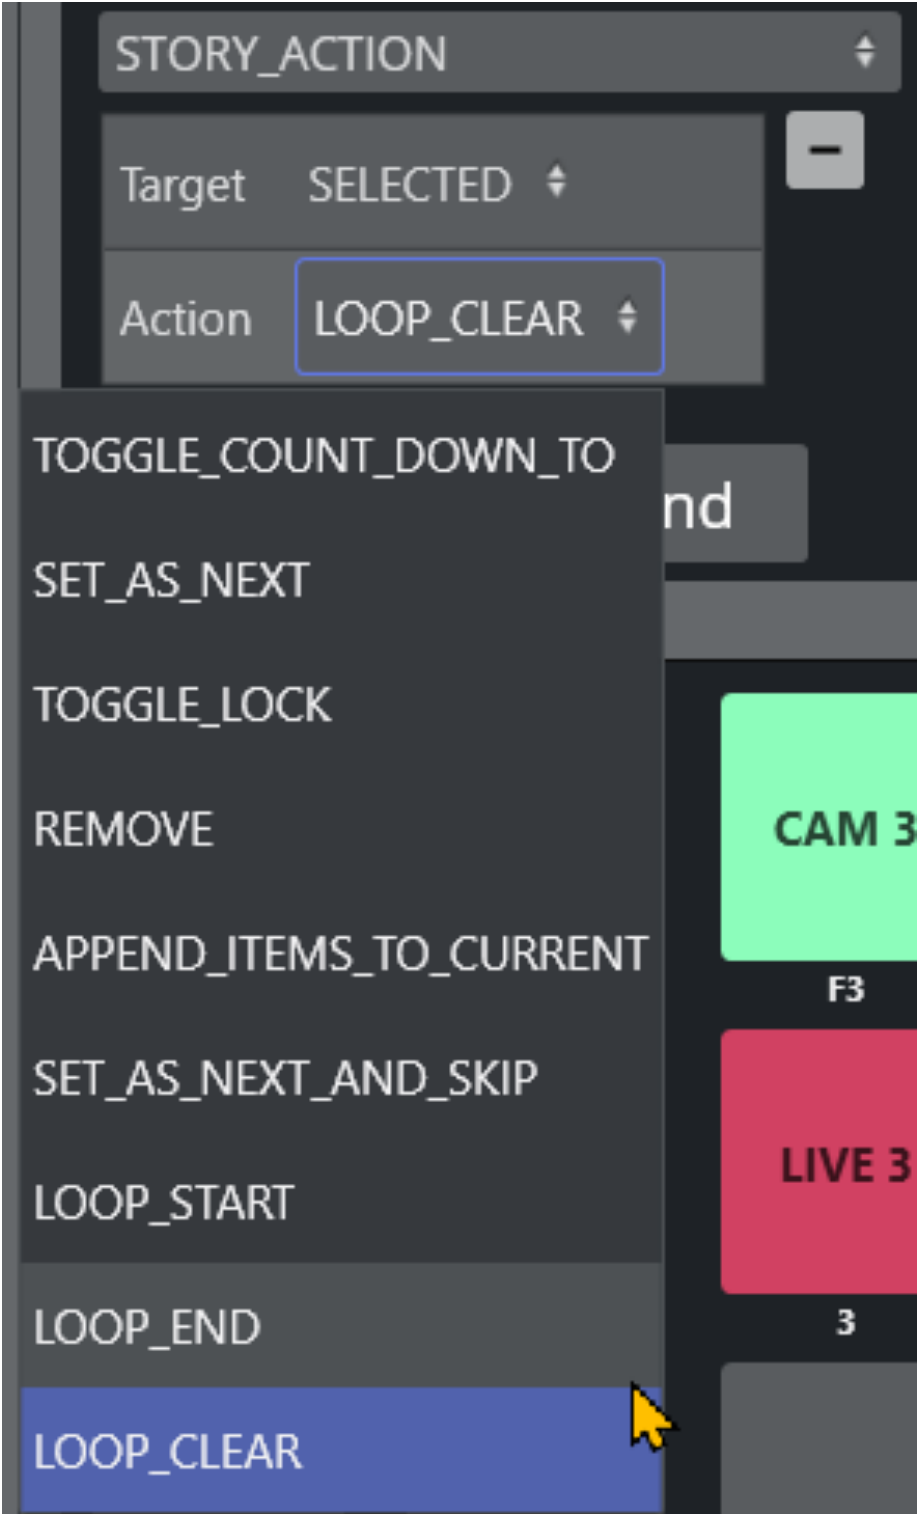 STORY_ACTION
Target SELECTED
−
Action LOOP_CLEAR
TOGGLE_COUNT_DOWN_TO
nd
SET_AS_NEXT
TOGGLE_LOCK
REMOVE
CAM 3
APPEND_ITEMS_TO_CURRENT
F3
SET_AS_NEXT_AND_SKIP
LIVE 3
LOOP_START
LOOP_END
3
LOOP_CLEAR